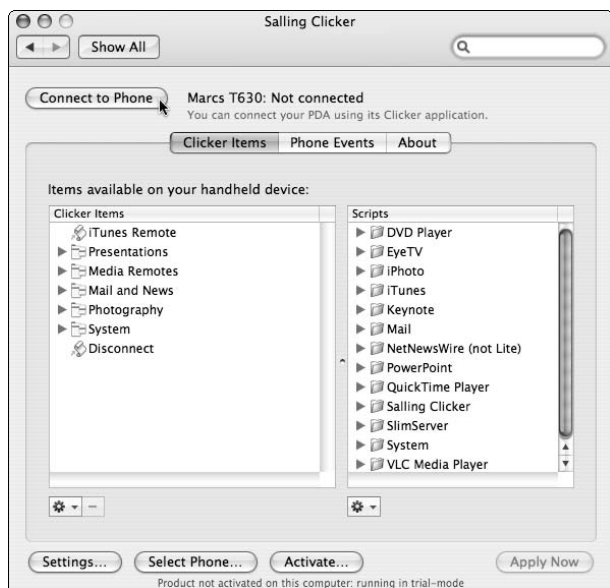 Salling Clicker
Show All
Connect to Phone
Marcs T630: Not connected
You can connect your PDA using its Clicker application.
Clicker Items
Phone Events
About
Items available on your handheld device:
Clicker Items
iTunes Remote
Presentations
Media Remotes
Mail and News
Photography
System
Disconnect
Scripts
DVD Player
EyeTV
iPhoto
iTunes
Keynote
Mail
NetNewsWire (not Lite)
PowerPoint
QuickTime Player
Salling Clicker
SlimServer
System
VLC Media Player
Settings...
Select Phone...
Activate...
Apply Now
Product not activated on this computer: running in trial-mode